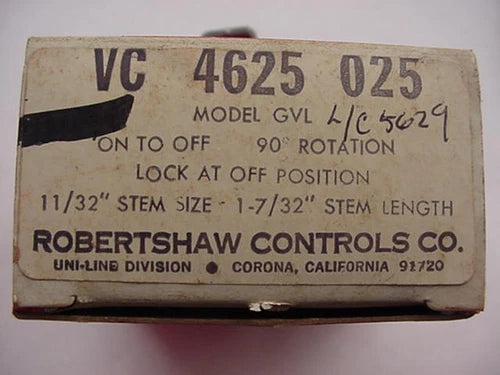 VC 4625 025
MODEL GVL L/C 5629
ON TO OFF 90° ROTATION
LOCK AT OFF POSITION
11/32" STEM SIZE - 1-7/32" STEM LENGTH
ROBERTSHAW CONTROLS CO.
UNI-LINE DIVISION • CORONA, CALIFORNIA 91720